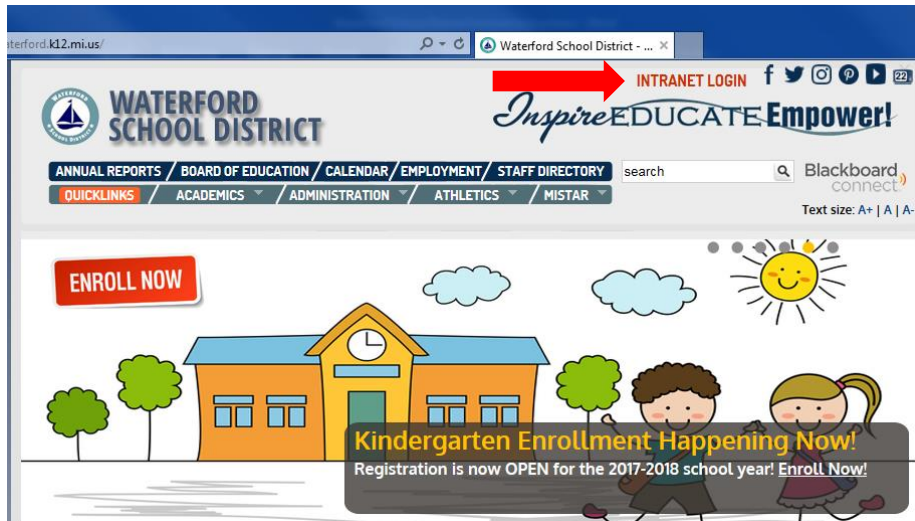 terford.k12.mi.us/
Waterford School District - ...
INTRANET LOGIN
22
WATERFORD
SCHOOL DISTRICT
Inspire EDUCATE Empower!
ANNUAL REPORTS / BOARD OF EDUCATION / CALENDAR / EMPLOYMENT / STAFF DIRECTORY
search
Blackboard
connect
QUICKLINKS / ACADEMICS / ADMINISTRATION / ATHLETICS / MISTAR
Text size: A+ | A | A-
ENROLL NOW
Kindergarten Enrollment Happening Now!
Registration is now OPEN for the 2017-2018 school year! Enroll Now!